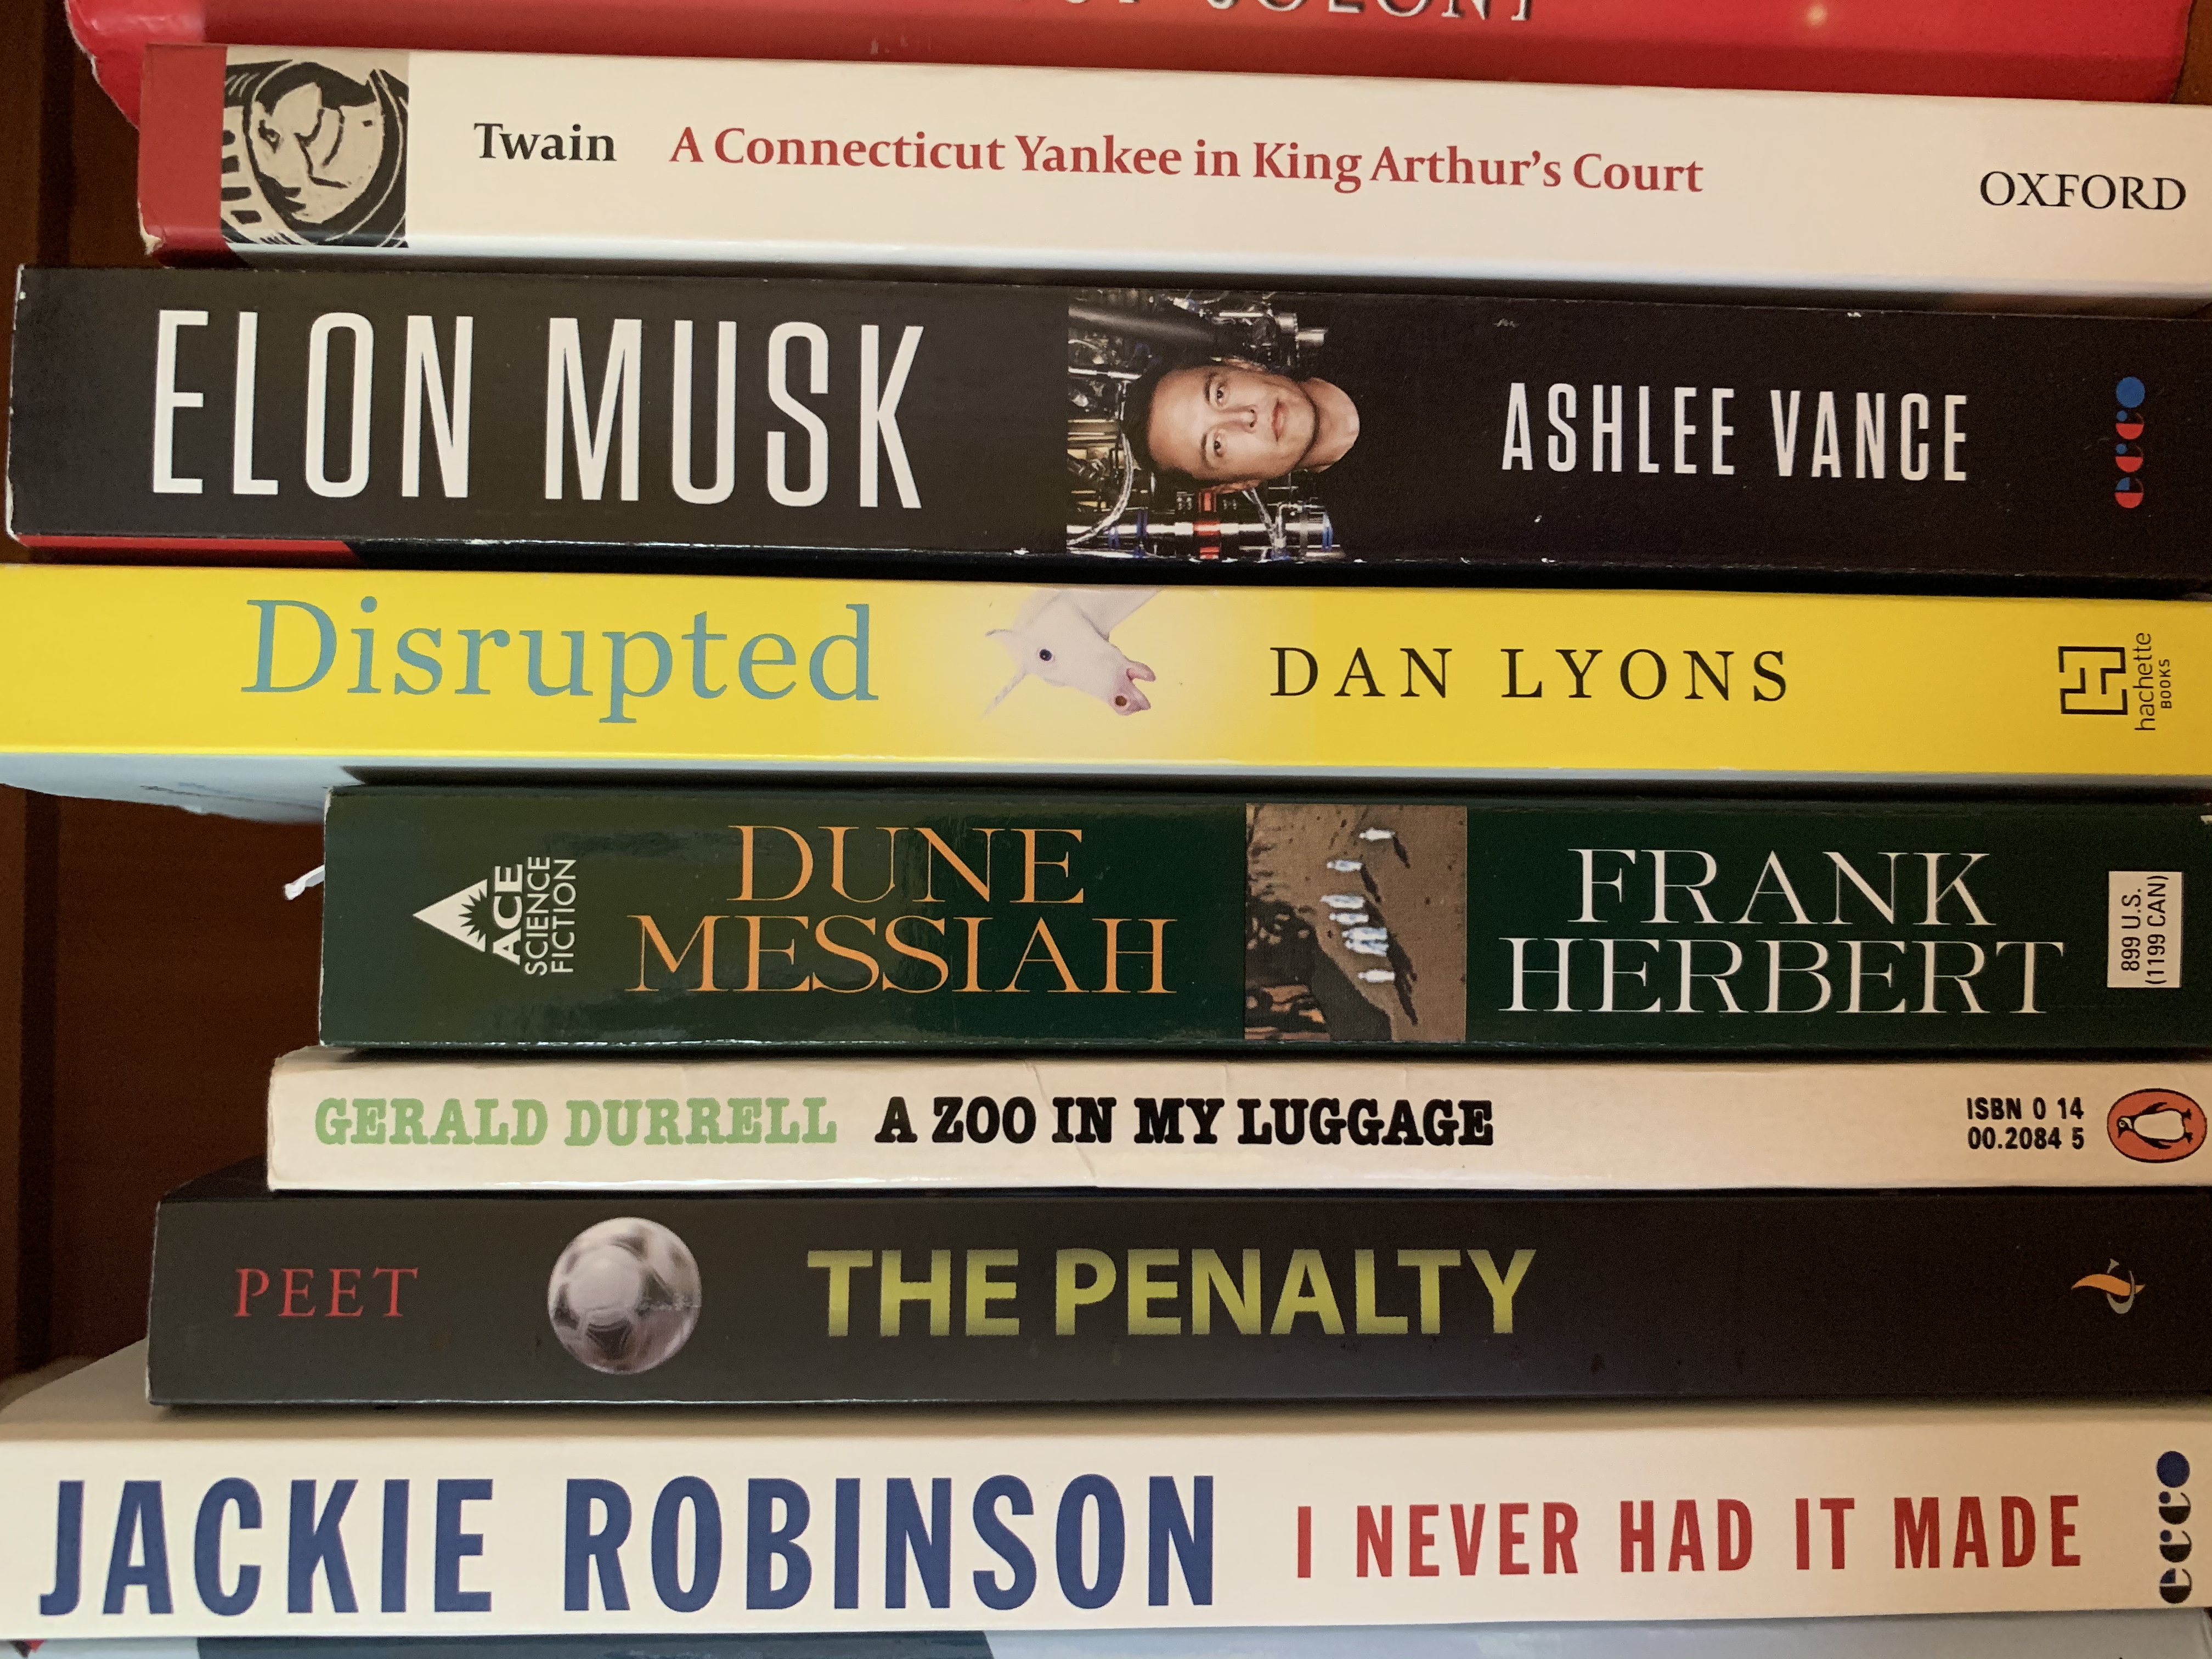 JACKIE ROBINSON I NEVER HAD IT MADE
ecco
PEET THE PENALTY
GERALD DURRELL A ZOO IN MY LUGGAGE
ISBN 0 14
00.2084 5
ACE
SCIENCE
FICTION
DUNE
MESSIAH
FRANK
HERBERT
899 U.S.
(1199 CAN)
Disrupted DAN LYONS
hachette
BOOKS
ELON MUSK ASHLEE VANCE
ecco
Twain A Connecticut Yankee in King Arthur's Court OXFORD